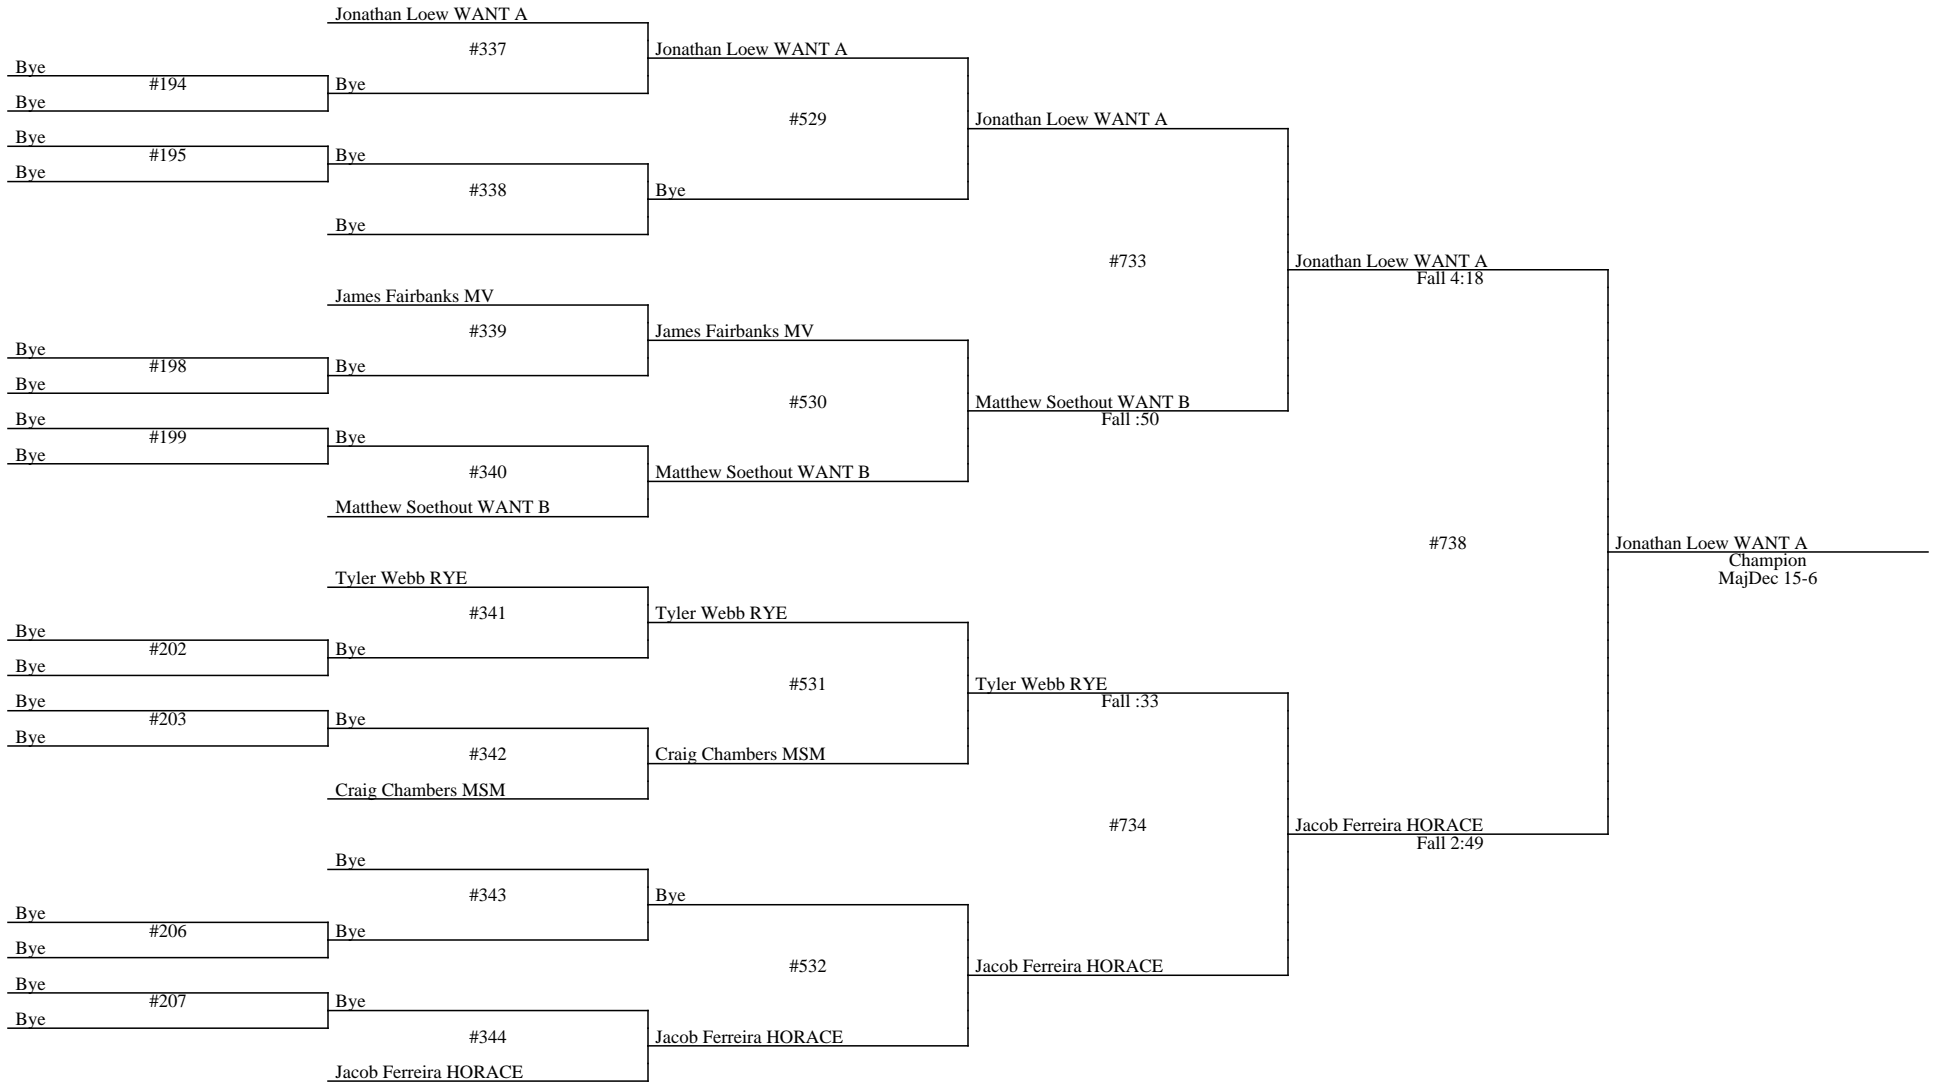 Jonathan Loew WANT A
#337
Jonathan Loew WANT A
Bye
#194
Bye
Bye
#529
Jonathan Loew WANT A
Bye
#195
Bye
Bye
#338
Bye
Bye
#733
Jonathan Loew WANT A
Fall 4:18
James Fairbanks MV
#339
James Fairbanks MV
Bye
#198
Bye
Bye
#530
Matthew Soethout WANT B
Fall :50
Bye
#199
Bye
Bye
#340
Matthew Soethout WANT B
Matthew Soethout WANT B
#738
Jonathan Loew WANT A
Champion
MajDec 15-6
Tyler Webb RYE
#341
Tyler Webb RYE
Bye
#202
Bye
Bye
#531
Tyler Webb RYE
Fall :33
Bye
#203
Bye
Bye
#342
Craig Chambers MSM
Craig Chambers MSM
#734
Jacob Ferreira HORACE
Fall 2:49
Bye
#343
Bye
Bye
#206
Bye
Bye
#532
Jacob Ferreira HORACE
Bye
#207
Bye
Bye
#344
Jacob Ferreira HORACE
Jacob Ferreira HORACE